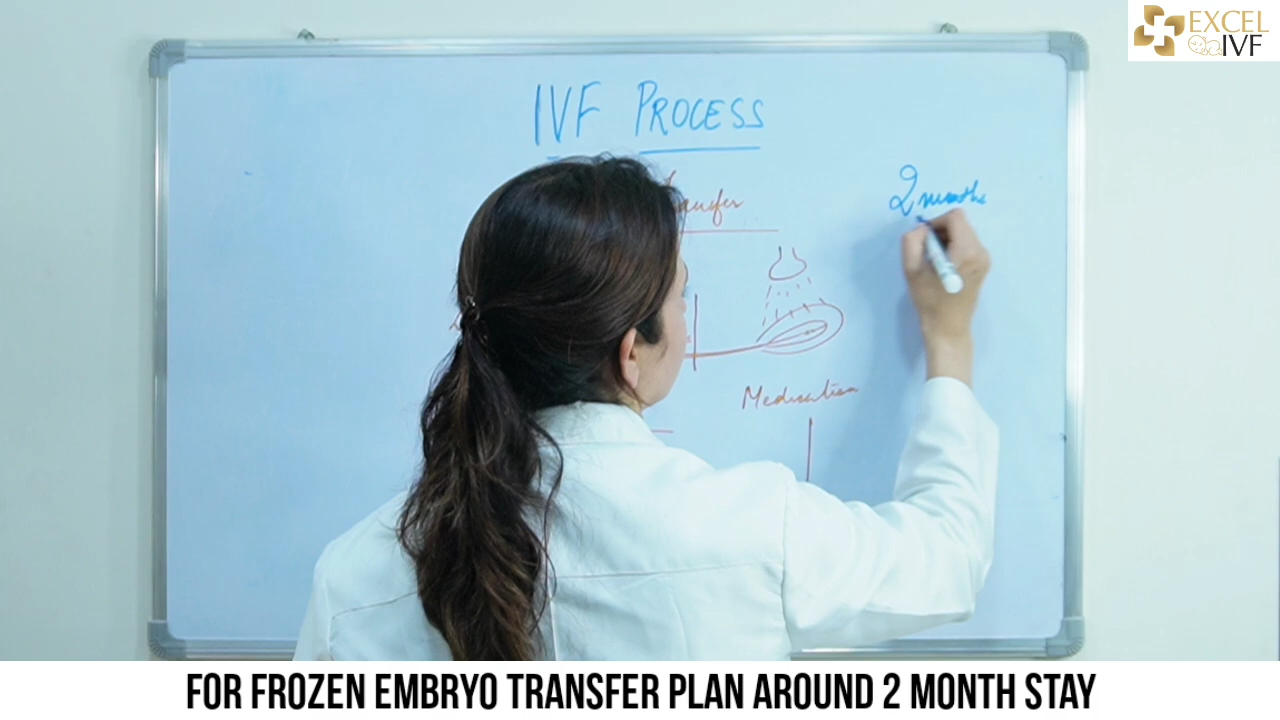 EXCEL
IVF
IVF PROCESS
2 months
Medication
FOR FROZEN EMBRYO TRANSFER PLAN AROUND 2 MONTH STAY